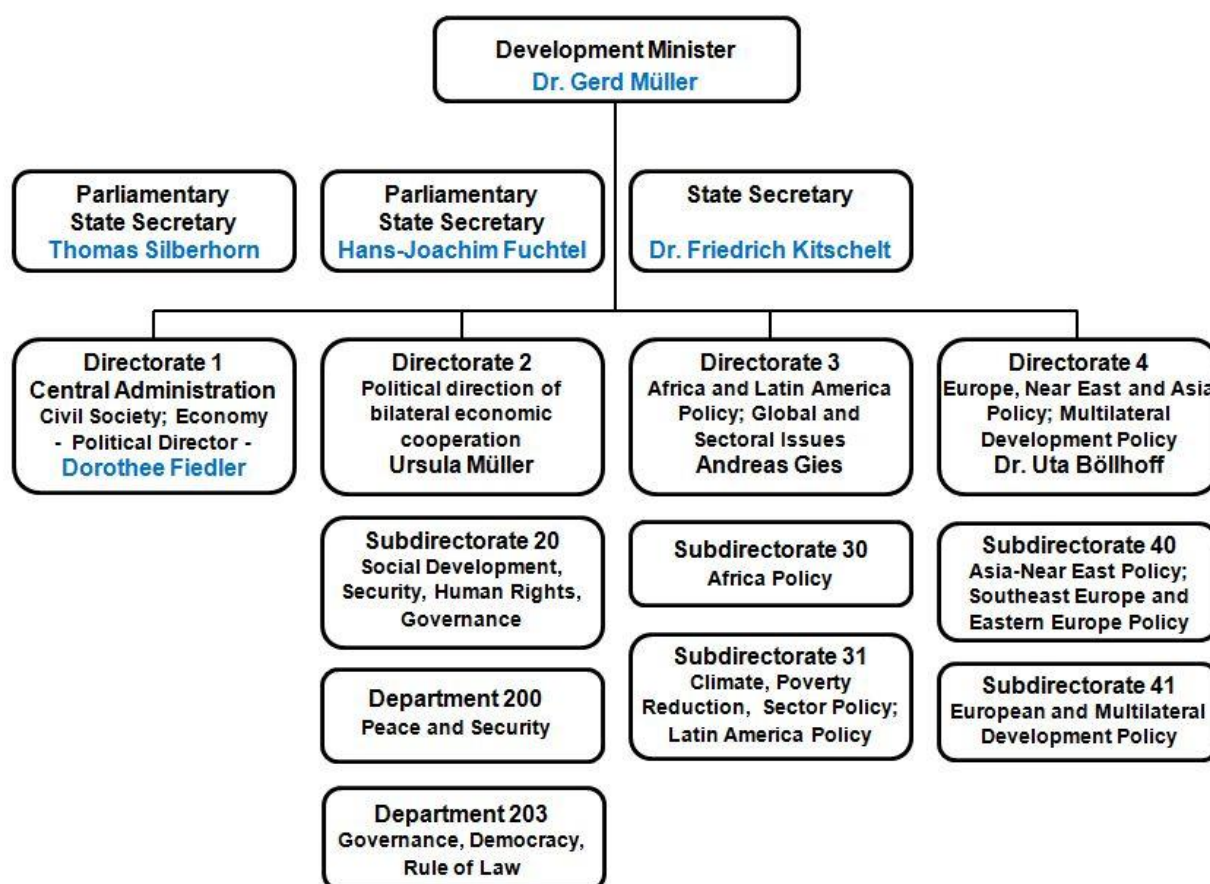 Development Minister
Dr. Gerd Müller
Parliamentary
State Secretary
Thomas Silberhorn
Parliamentary
State Secretary
Hans-Joachim Fuchtel
State Secretary
Dr. Friedrich Kitschelt
Directorate 1
Central Administration
Civil Society; Economy
- Political Director -
Dorothee Fiedler
Directorate 2
Political direction of
bilateral economic
cooperation
Ursula Müller
Directorate 3
Africa and Latin America
Policy; Global and
Sectoral Issues
Andreas Gies
Directorate 4
Europe, Near East and Asia
Policy; Multilateral
Development Policy
Dr. Uta Böllhoff
Subdirectorate 20
Social Development,
Security, Human Rights,
Governance
Department 200
Peace and Security
Department 203
Governance, Democracy,
Rule of Law
Subdirectorate 30
Africa Policy
Subdirectorate 31
Climate, Poverty
Reduction, Sector Policy;
Latin America Policy
Subdirectorate 40
Asia-Near East Policy;
Southeast Europe and
Eastern Europe Policy
Subdirectorate 41
European and Multilateral
Development Policy